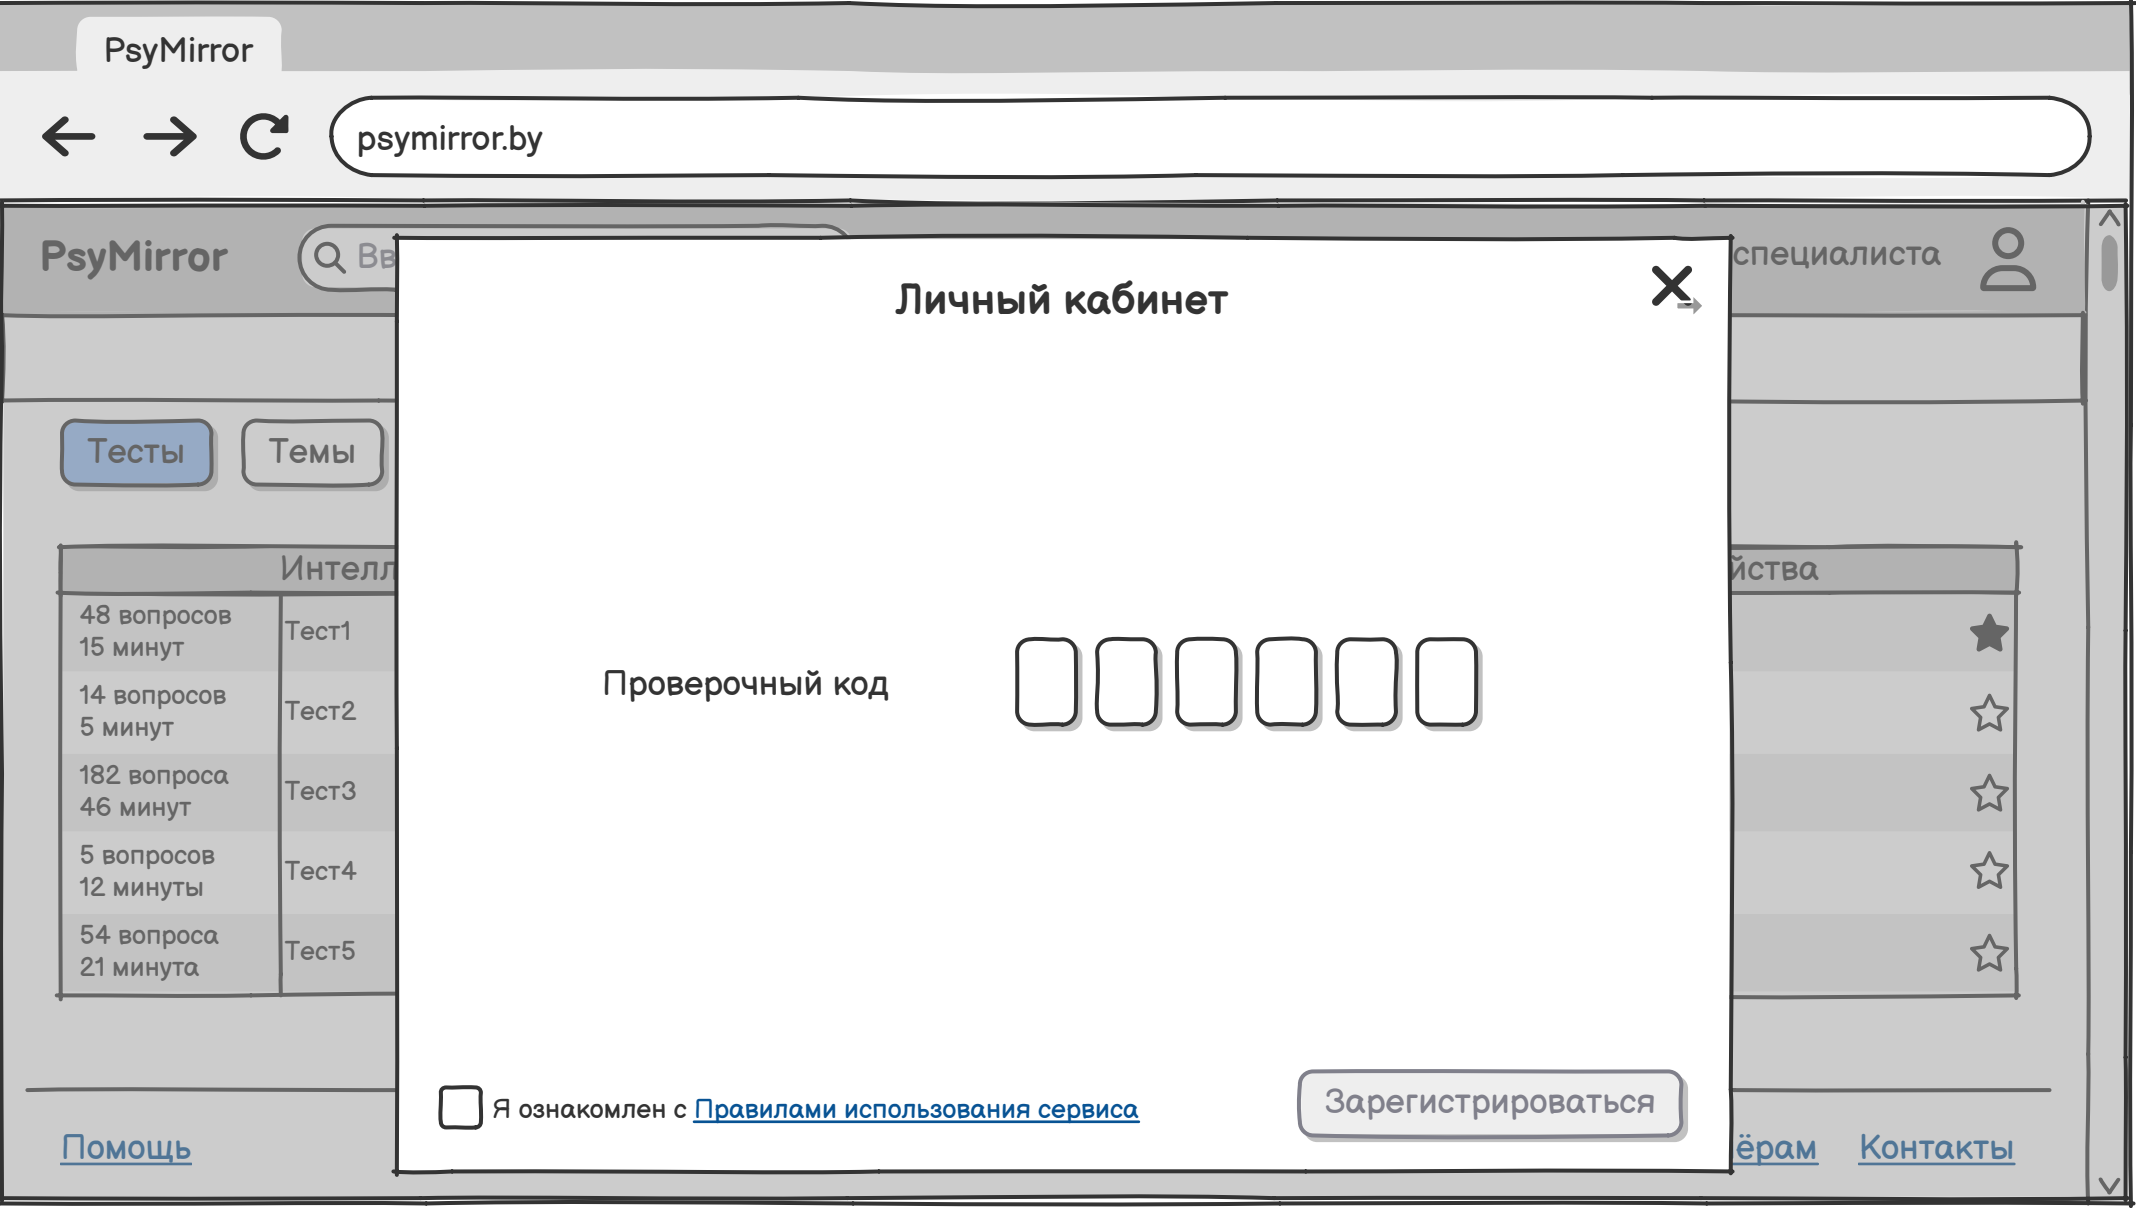 PsyMirror
psymirror.by
PsyMirror
Вв
специалиста
Личный кабинет
Тесты
Темы
Интелл
йства
48 вопросов
15 минут
Тест1
14 вопросов
5 минут
Тест2
Проверочный код
182 вопроса
46 минут
Тест3
5 вопросов
12 минуты
Тест4
54 вопроса
21 минута
Тест5
Я ознакомлен с Правилами использования сервиса
Зарегистрироваться
Помощь
ёрам
Контакты